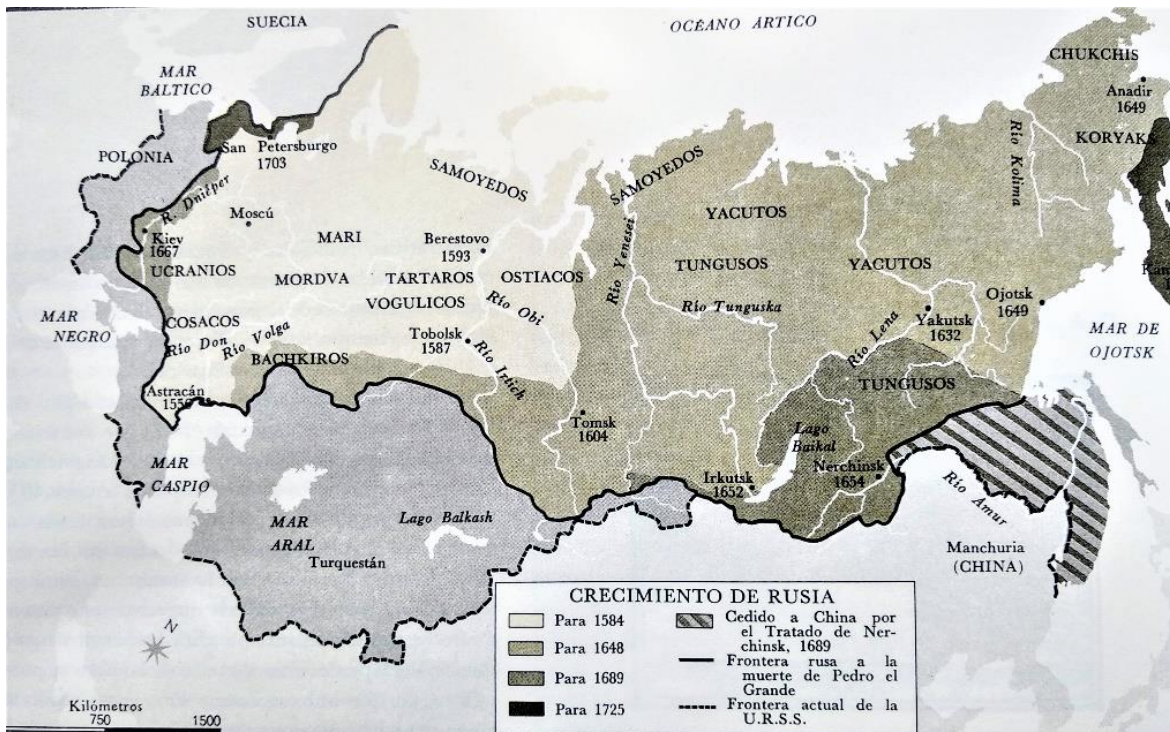 SUECIA
OCÉANO ÁRTICO
CHUKCHIS
Anadir
1649
MAR
BÁLTICO
KORYAKS
POLONIA
San Petersburgo
1703
SAMOYEDOS
SAMOYEDOS
Río Kolima
R. Dniéper
Moscú
YACUTOS
Kiev
1667
MARI
Berestovo
1593
Río Yenesei
UCRANIOS
MORDVA
TÁRTAROS
OSTIACOS
TUNGUSOS
YACUTOS
VOGULICOS
Río Obi
Río Tunguska
Ojotsk
1649
MAR
NEGRO
COSACOS
Río Don
Río Volga
Tobolsk
1587
Río Lena
Yakutsk
1632
MAR DE
OJOTSK
BACHKIROS
Río Irtich
TUNGUSOS
Astracán
Tomsk
1604
Lago
Baikal
MAR
CASPIO
Irkutsk
1652
Nerchinsk
1654
Río Amur
MAR
ARAL
Lago Balkash
Turquestán
Manchuria
(CHINA)
N
CRECIMIENTO DE RUSIA
Para 1584
Para 1648
Para 1689
Para 1725
Cedido a China por
el Tratado de Ner-
chinsk, 1689
Frontera rusa a la
muerte de Pedro el
Grande
Frontera actual de la
U.R.S.S.
Kilómetros
750 1500